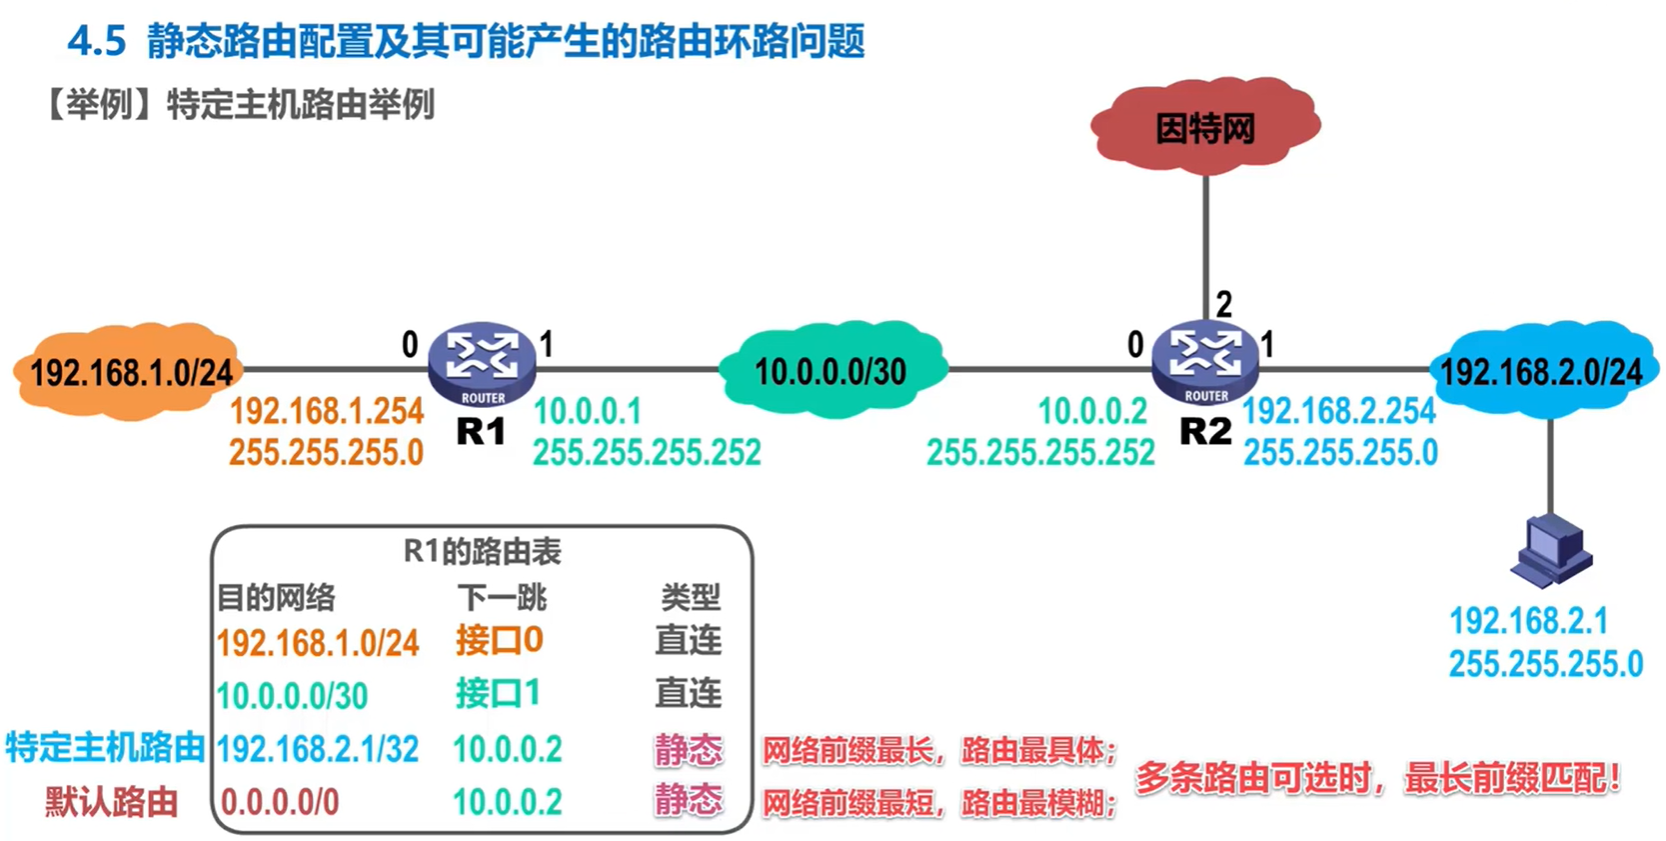 4.5 静态路由配置及其可能产生的路由环路问题
【举例】特定主机路由举例
因特网
2
0 1 0 1
192.168.1.0/24 10.0.0.0/30 192.168.2.0/24
ROUTER ROUTER
192.168.1.254 R1 10.0.0.1 10.0.0.2 R2 192.168.2.254
255.255.255.0 255.255.255.252 255.255.255.252 255.255.255.0
R1的路由表
目的网络 下一跳 类型
192.168.1.0/24 接口0 直连
10.0.0.0/30 接口1 直连
特定主机路由 192.168.2.1/32 10.0.0.2 静态 网络前缀最长，路由最具体；
默认路由 0.0.0.0/0 10.0.0.2 静态 网络前缀最短，路由最模糊；
多条路由可选时，最长前缀匹配！
192.168.2.1
255.255.255.0